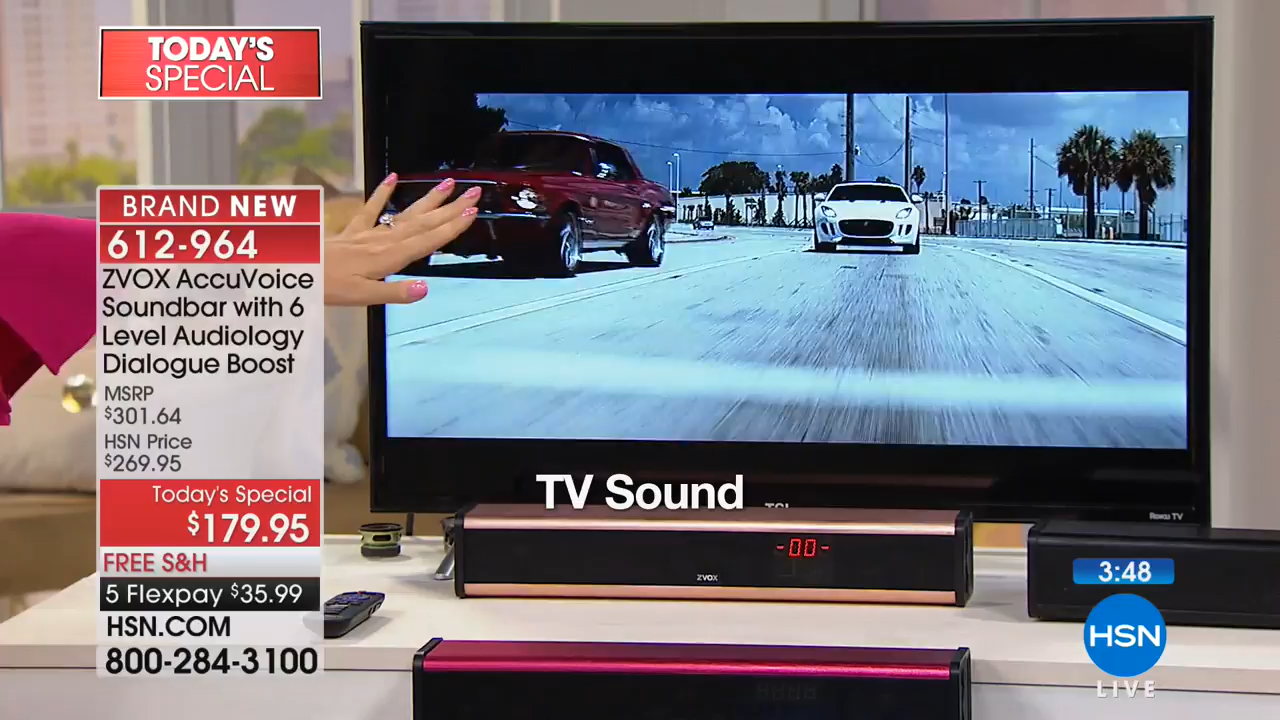 TODAY'S
SPECIAL
BRAND NEW
612-964
ZVOX AccuVoice
Soundbar with 6
Level Audiology
Dialogue Boost
MSRP
$301.64
HSN Price
$269.95
Today's Special
$179.95
FREE S&H
5 Flexpay $35.99
HSN.COM
800-284-3100
TV Sound
TCL
Roku TV
-00-
ZVOX
3:48
HSN
LIVE